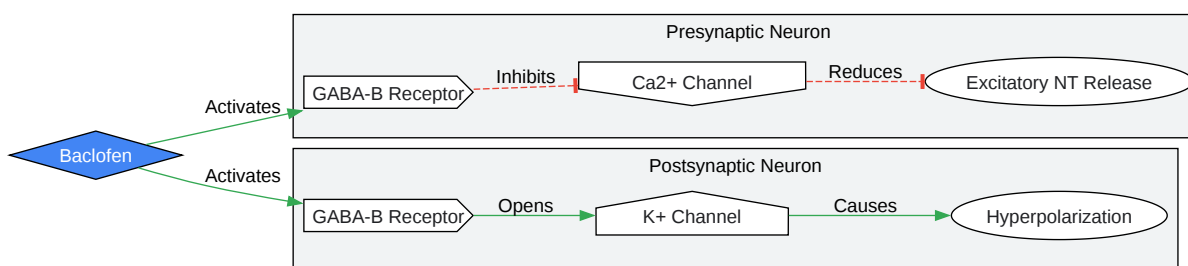 Presynaptic Neuron
GABA-B Receptor
Inhibits
Ca2+ Channel
Reduces
Excitatory NT Release
Activates
Baclofen
Activates
Postsynaptic Neuron
GABA-B Receptor
Opens
K+ Channel
Causes
Hyperpolarization